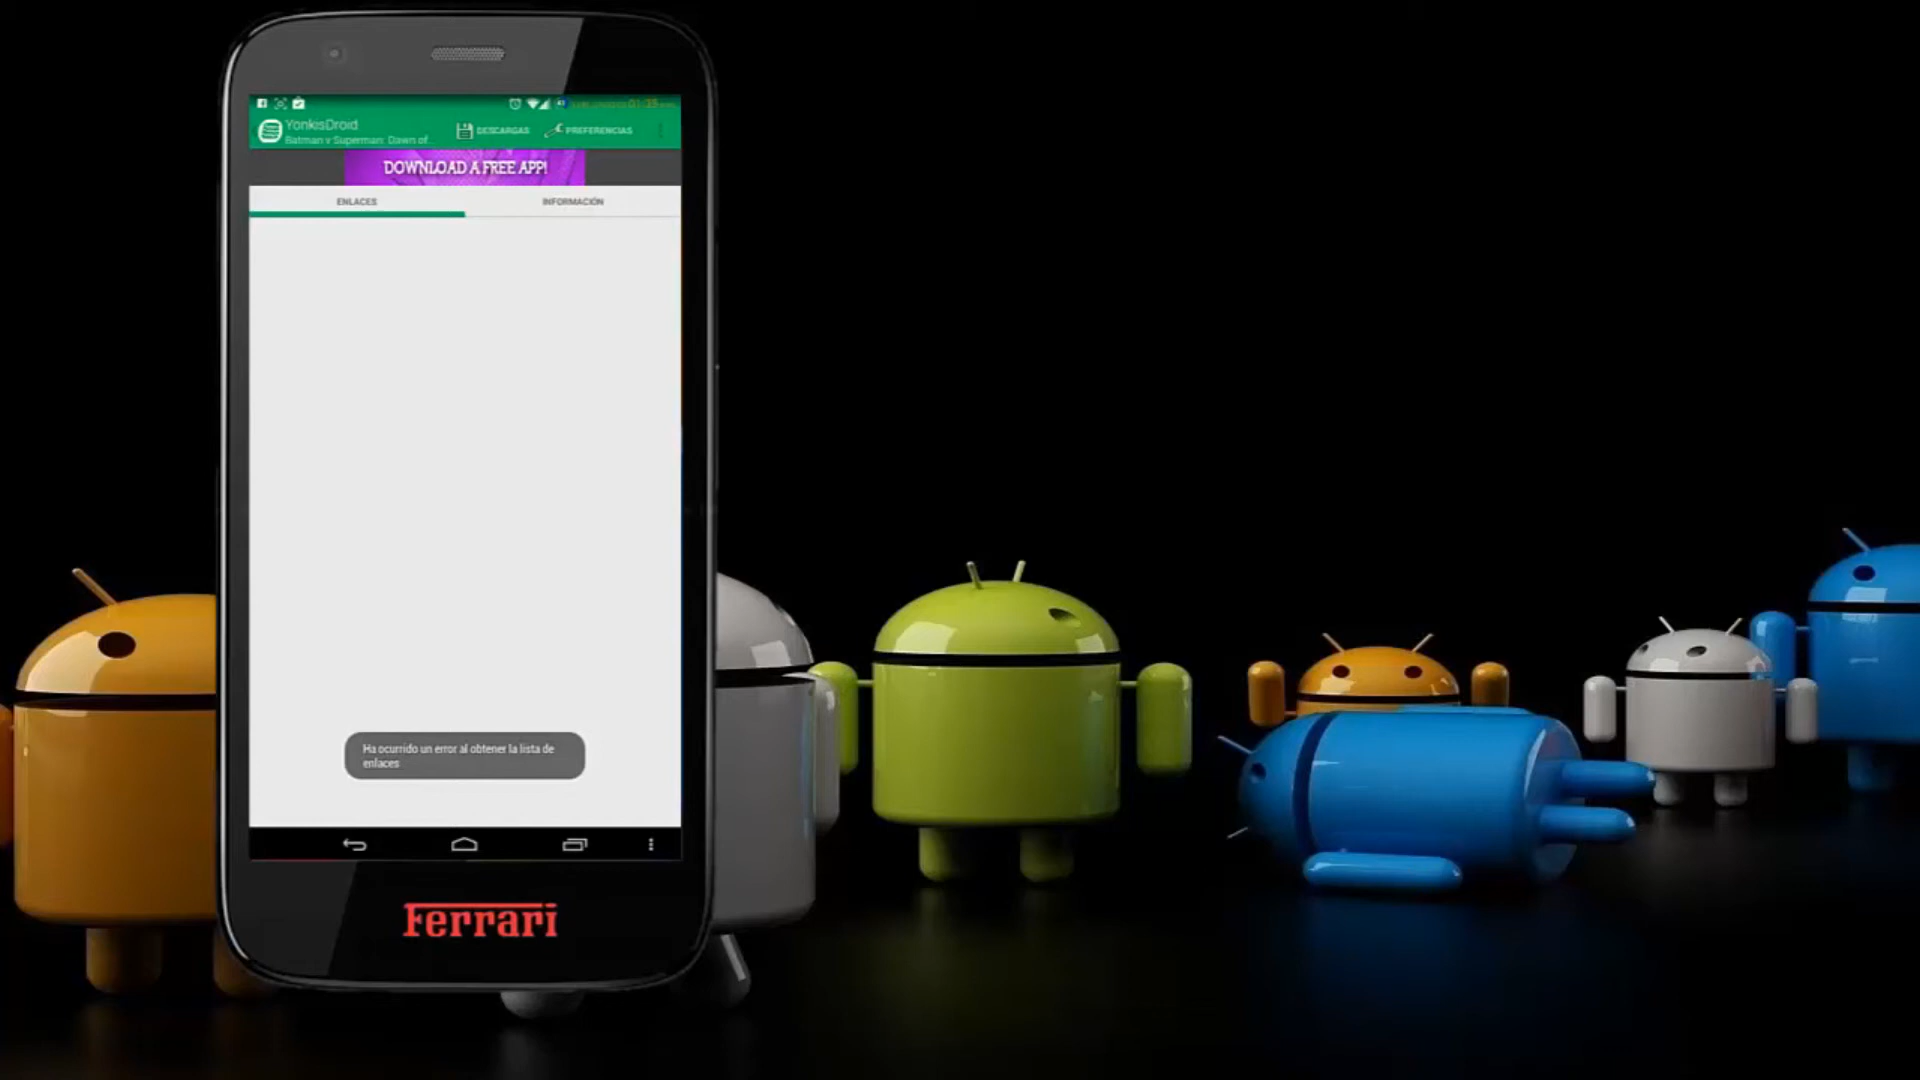 YonkisDroid
Batman v Superman: Dawn of...
DESCARGAS
PREFERENCIAS
DOWNLOAD A FREE APP!
ENLACES
INFORMACIÓN
Ha ocurrido un error al obtener la lista de
enlaces
Ferrari